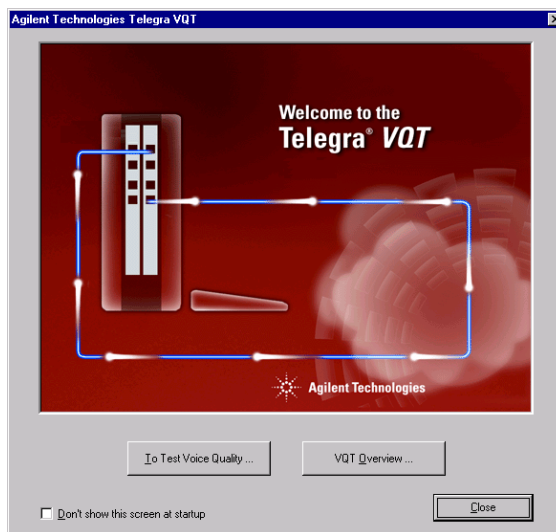 Agilent Technologies Telegra VQT
Welcome to the
Telegra® VQT
Agilent Technologies
To Test Voice Quality ...
VQT Overview ...
Don't show this screen at startup
Close